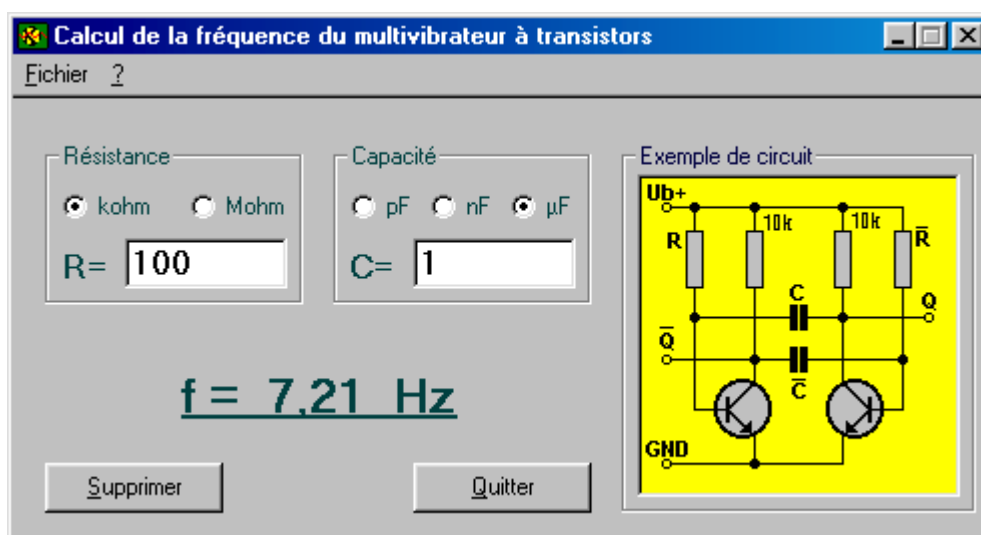 Calcul de la fréquence du multivibrateur à transistors
Fichier ?
Résistance
kohm Mohm
R= 100
Capacité
pF nF µF
C= 1
f = 7,21 Hz
Supprimer
Quitter
Exemple de circuit
Ub+
R 10k 10k R̅
C
Q
Q̅
C̅
GND